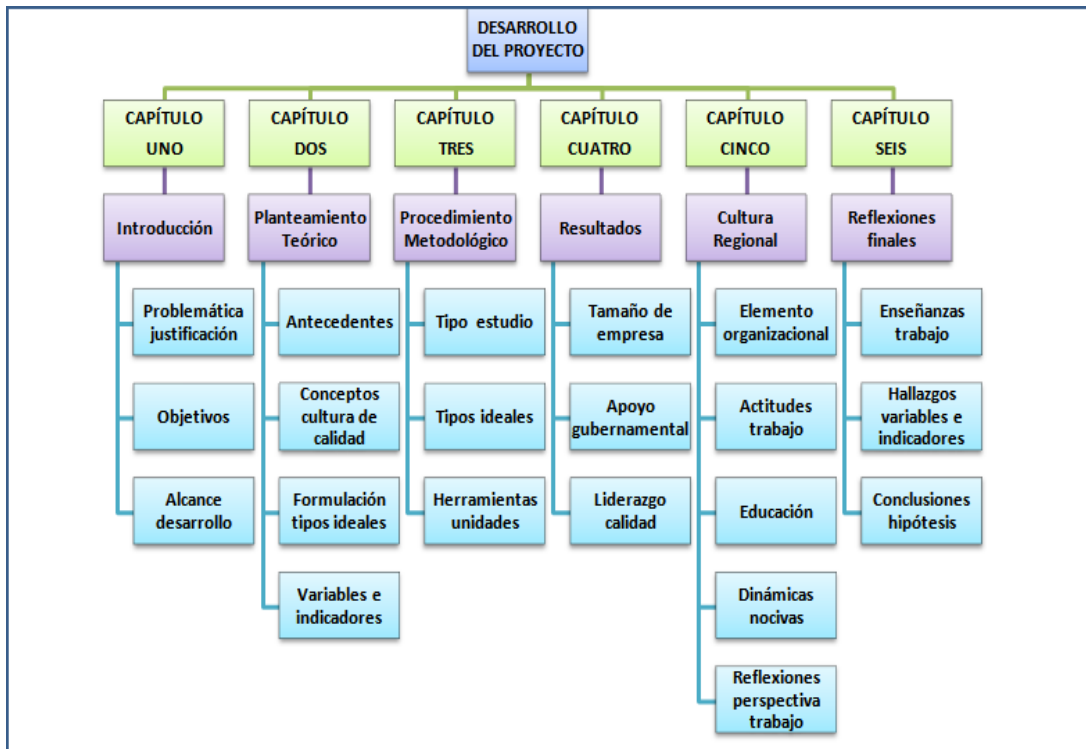 DESARROLLO
DEL PROYECTO
CAPÍTULO
UNO
CAPÍTULO
DOS
CAPÍTULO
TRES
CAPÍTULO
CUATRO
CAPÍTULO
CINCO
CAPÍTULO
SEIS
Introducción
Planteamiento
Teórico
Procedimiento
Metodológico
Resultados
Cultura
Regional
Reflexiones
finales
Problemática
justificación
Antecedentes
Tipo estudio
Tamaño de
empresa
Elemento
organizacional
Enseñanzas
trabajo
Objetivos
Conceptos
cultura de
calidad
Tipos ideales
Apoyo
gubernamental
Actitudes
trabajo
Hallazgos
variables e
indicadores
Alcance
desarrollo
Formulación
tipos ideales
Herramientas
unidades
Liderazgo
calidad
Educación
Conclusiones
hipótesis
Variables e
indicadores
Dinámicas
nocivas
Reflexiones
perspectiva
trabajo